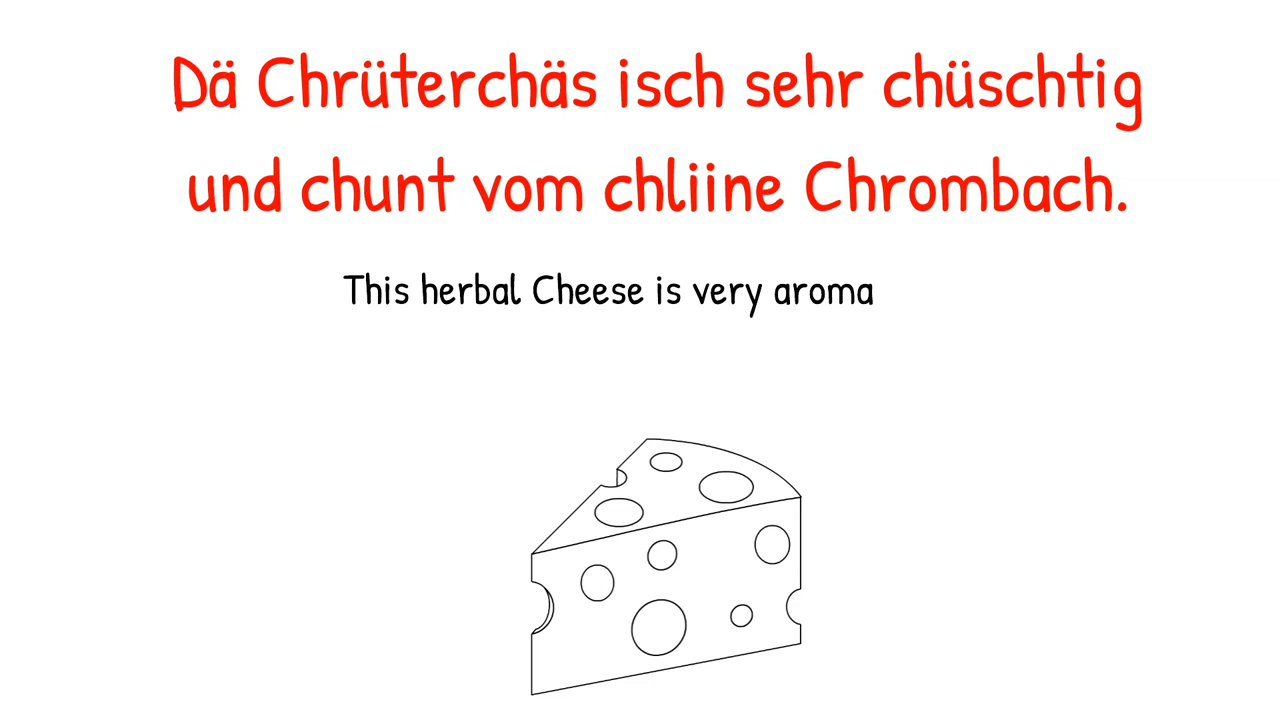 Dä Chrüterchäs isch sehr chüschtig
und chunt vom chliine Chrombach.
This herbal Cheese is very aroma